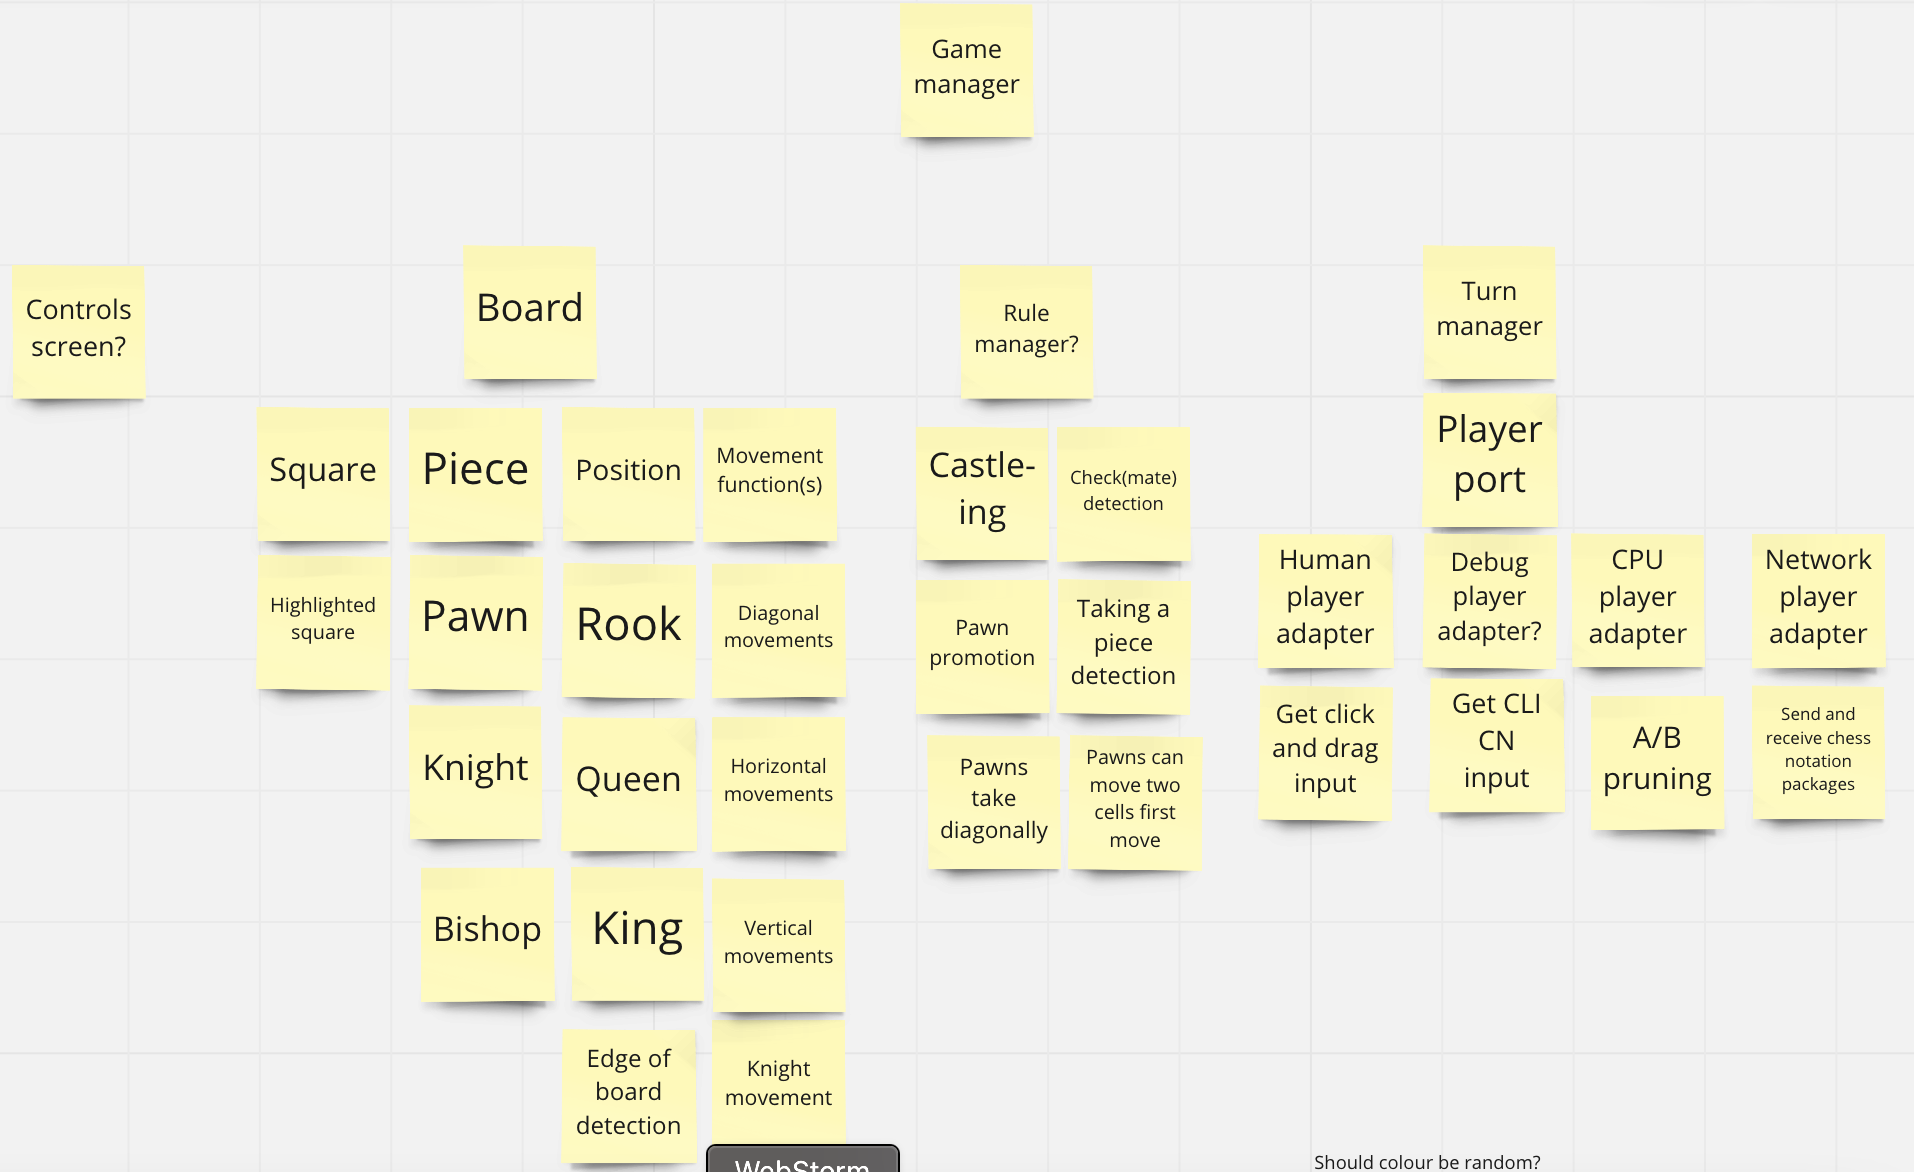 Game
manager
Controls
screen?
Board
Rule
manager?
Turn
manager
Square
Piece
Position
Movement
function(s)
Highlighted
square
Pawn
Rook
Diagonal
movements
Knight
Queen
Horizontal
movements
Bishop
King
Vertical
movements
Edge of
board
detection
Knight
movement
Castle-
ing
Check(mate)
detection
Pawn
promotion
Taking a
piece
detection
Pawns
take
diagonally
Pawns can
move two
cells first
move
Player
port
Human
player
adapter
Debug
player
adapter?
CPU
player
adapter
Network
player
adapter
Get click
and drag
input
Get CLI
CN
input
A/B
pruning
Send and
receive chess
notation
packages
WebStorm
Should colour be random?